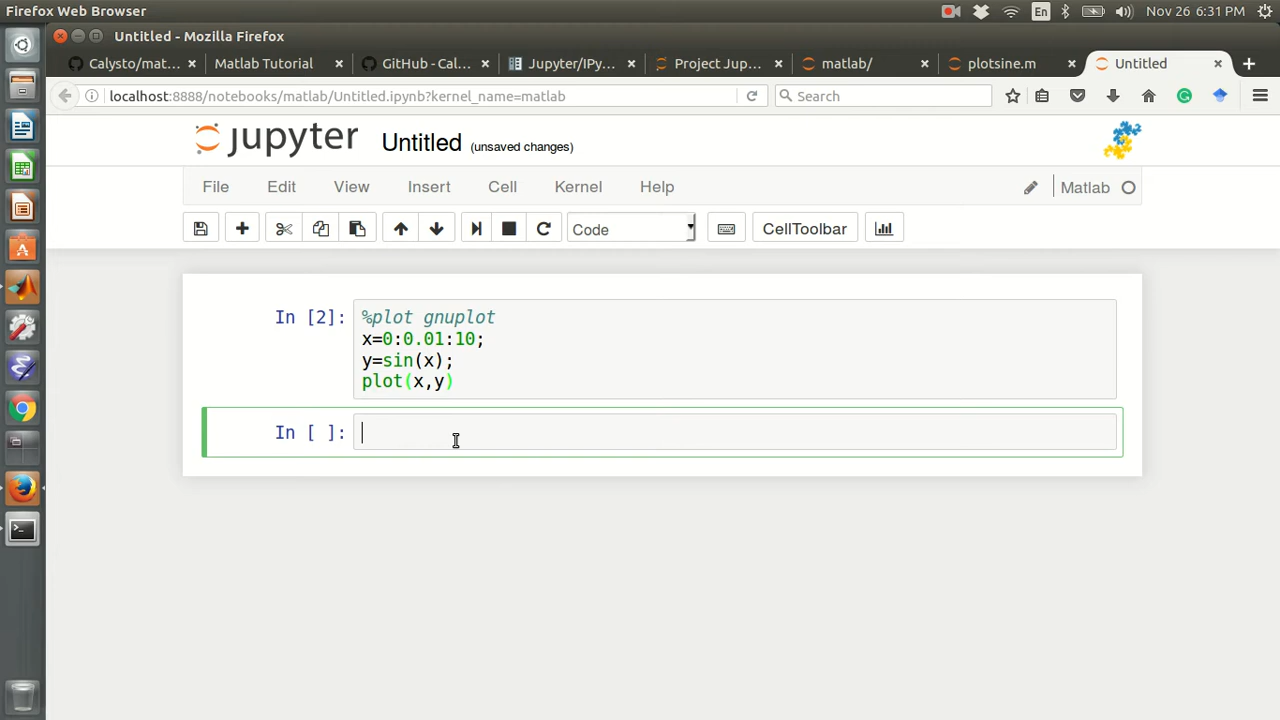 Firefox Web Browser
En
Nov 26 6:31 PM
Untitled - Mozilla Firefox
Calysto/mat...
Matlab Tutorial
GitHub - Cal...
Jupyter/IPy...
Project Jup...
matlab/
plotsine.m
Untitled
localhost:8888/notebooks/matlab/Untitled.ipynb?kernel_name=matlab
Search
jupyter
Untitled (unsaved changes)
File Edit View Insert Cell Kernel Help
Matlab
Code
CellToolbar
In [2]:
%plot gnuplot
x=0:0.01:10;
y=sin(x);
plot(x,y)
In [ ]: